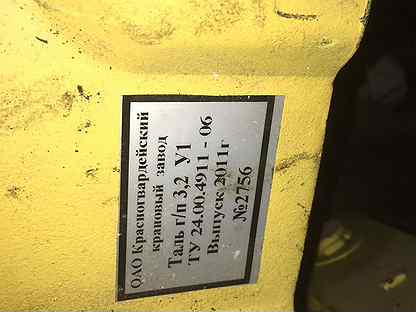 ОАО Красногвардейский
крановый завод
Таль г/п 3,2 У1
ТУ 24.00.4911 - 06
Выпуск 2011г
№2756